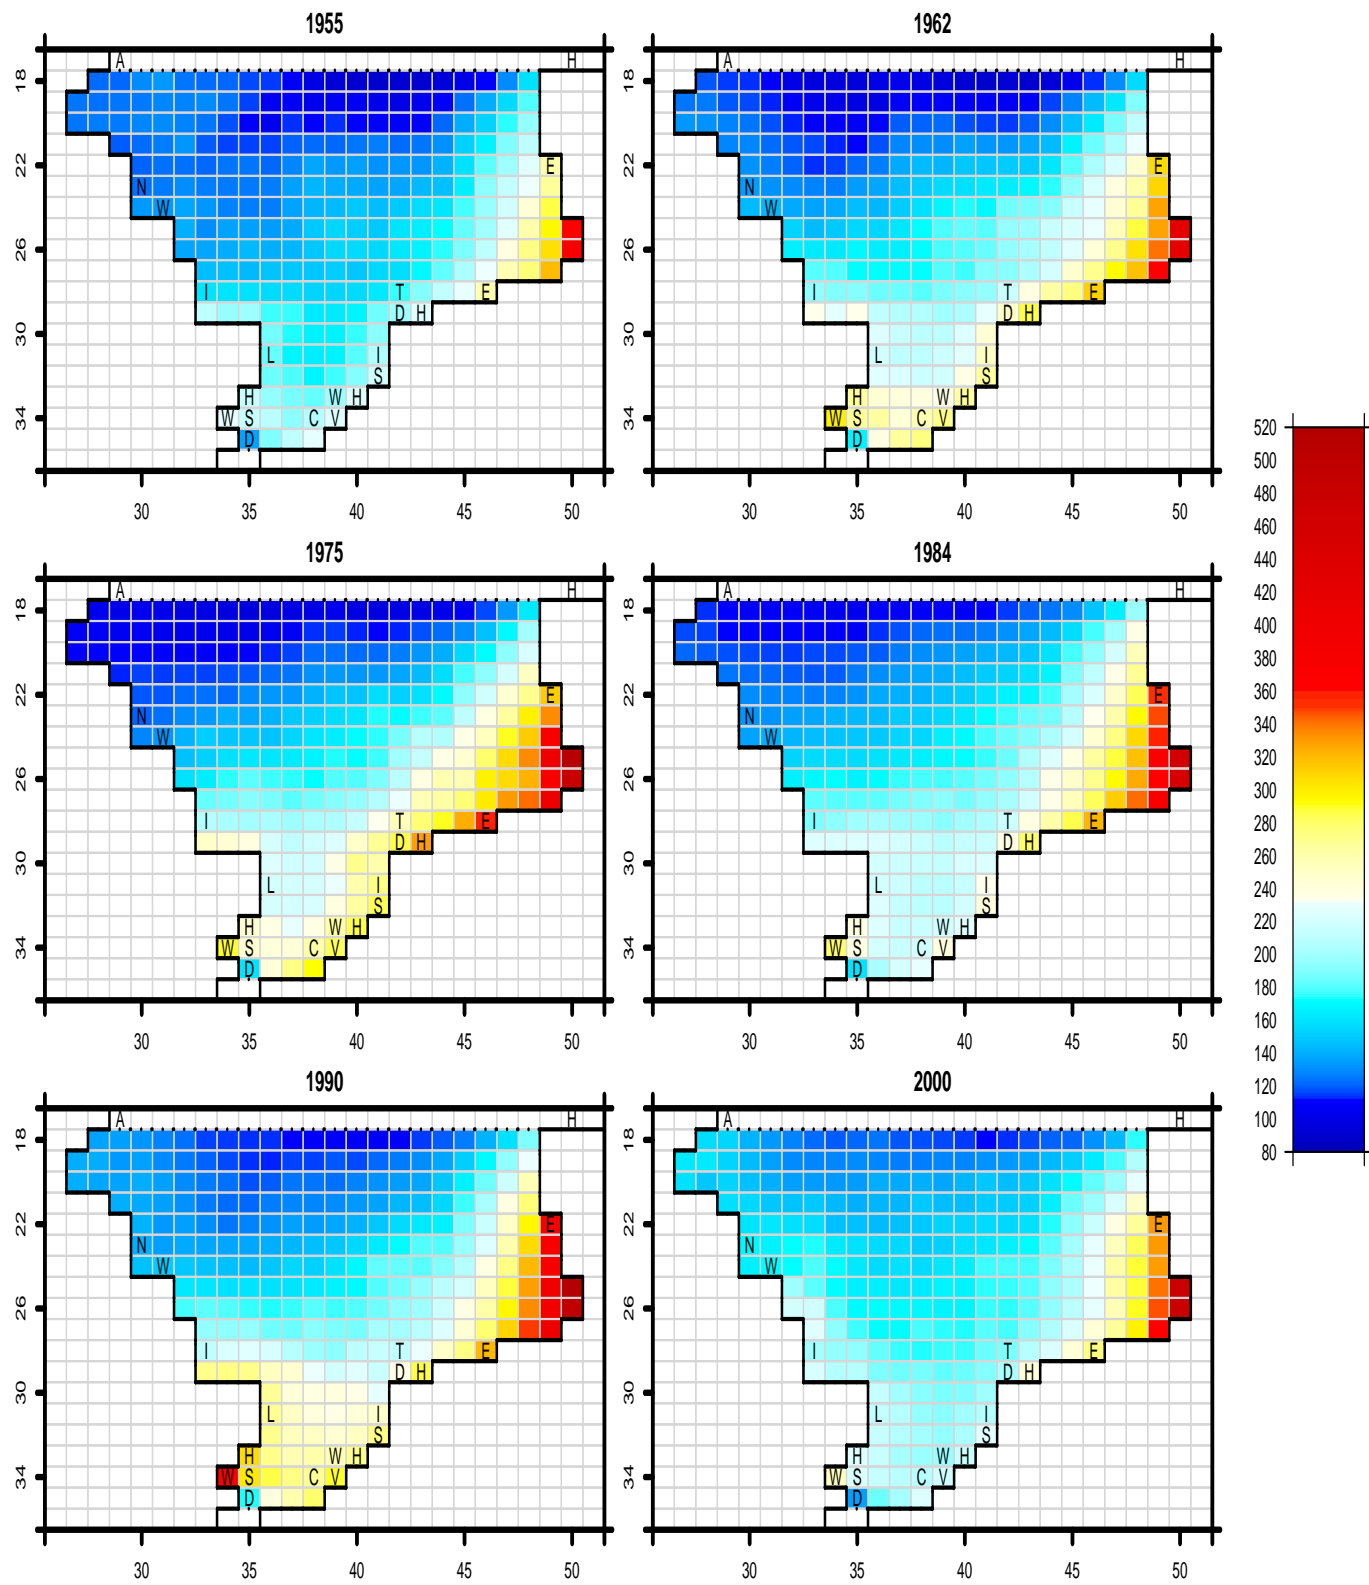 1955 1962
A H A H
18 18
22 E 22 E
N N
W W
26 26
I T E I T E
D H D H
30 30
L I L I
S S
H W H H W H
34 W S C V 34 W S C V
D D
520
500
30 35 40 45 50 30 35 40 45 50 480
460
1975 1984 440
A H A H 420
18 18 400
380
360
22 E 22 E 340
N N
W W 320
300
26 26 280
260
I T E I T E
D H D H 240
30 30 220
L I L I 200
S S
H W H H W H 180
34 W S C V 34 W S C V 160
D D 140
120
30 35 40 45 50 30 35 40 45 50
100
80
1990 2000
A H A H
18 18
22 E 22 E
N N
W W
26 26
I T E I T E
D H D H
30 30
L I L I
S S
H W H H W H
34 W S C V 34 W S C V
D D
30 35 40 45 50 30 35 40 45 50